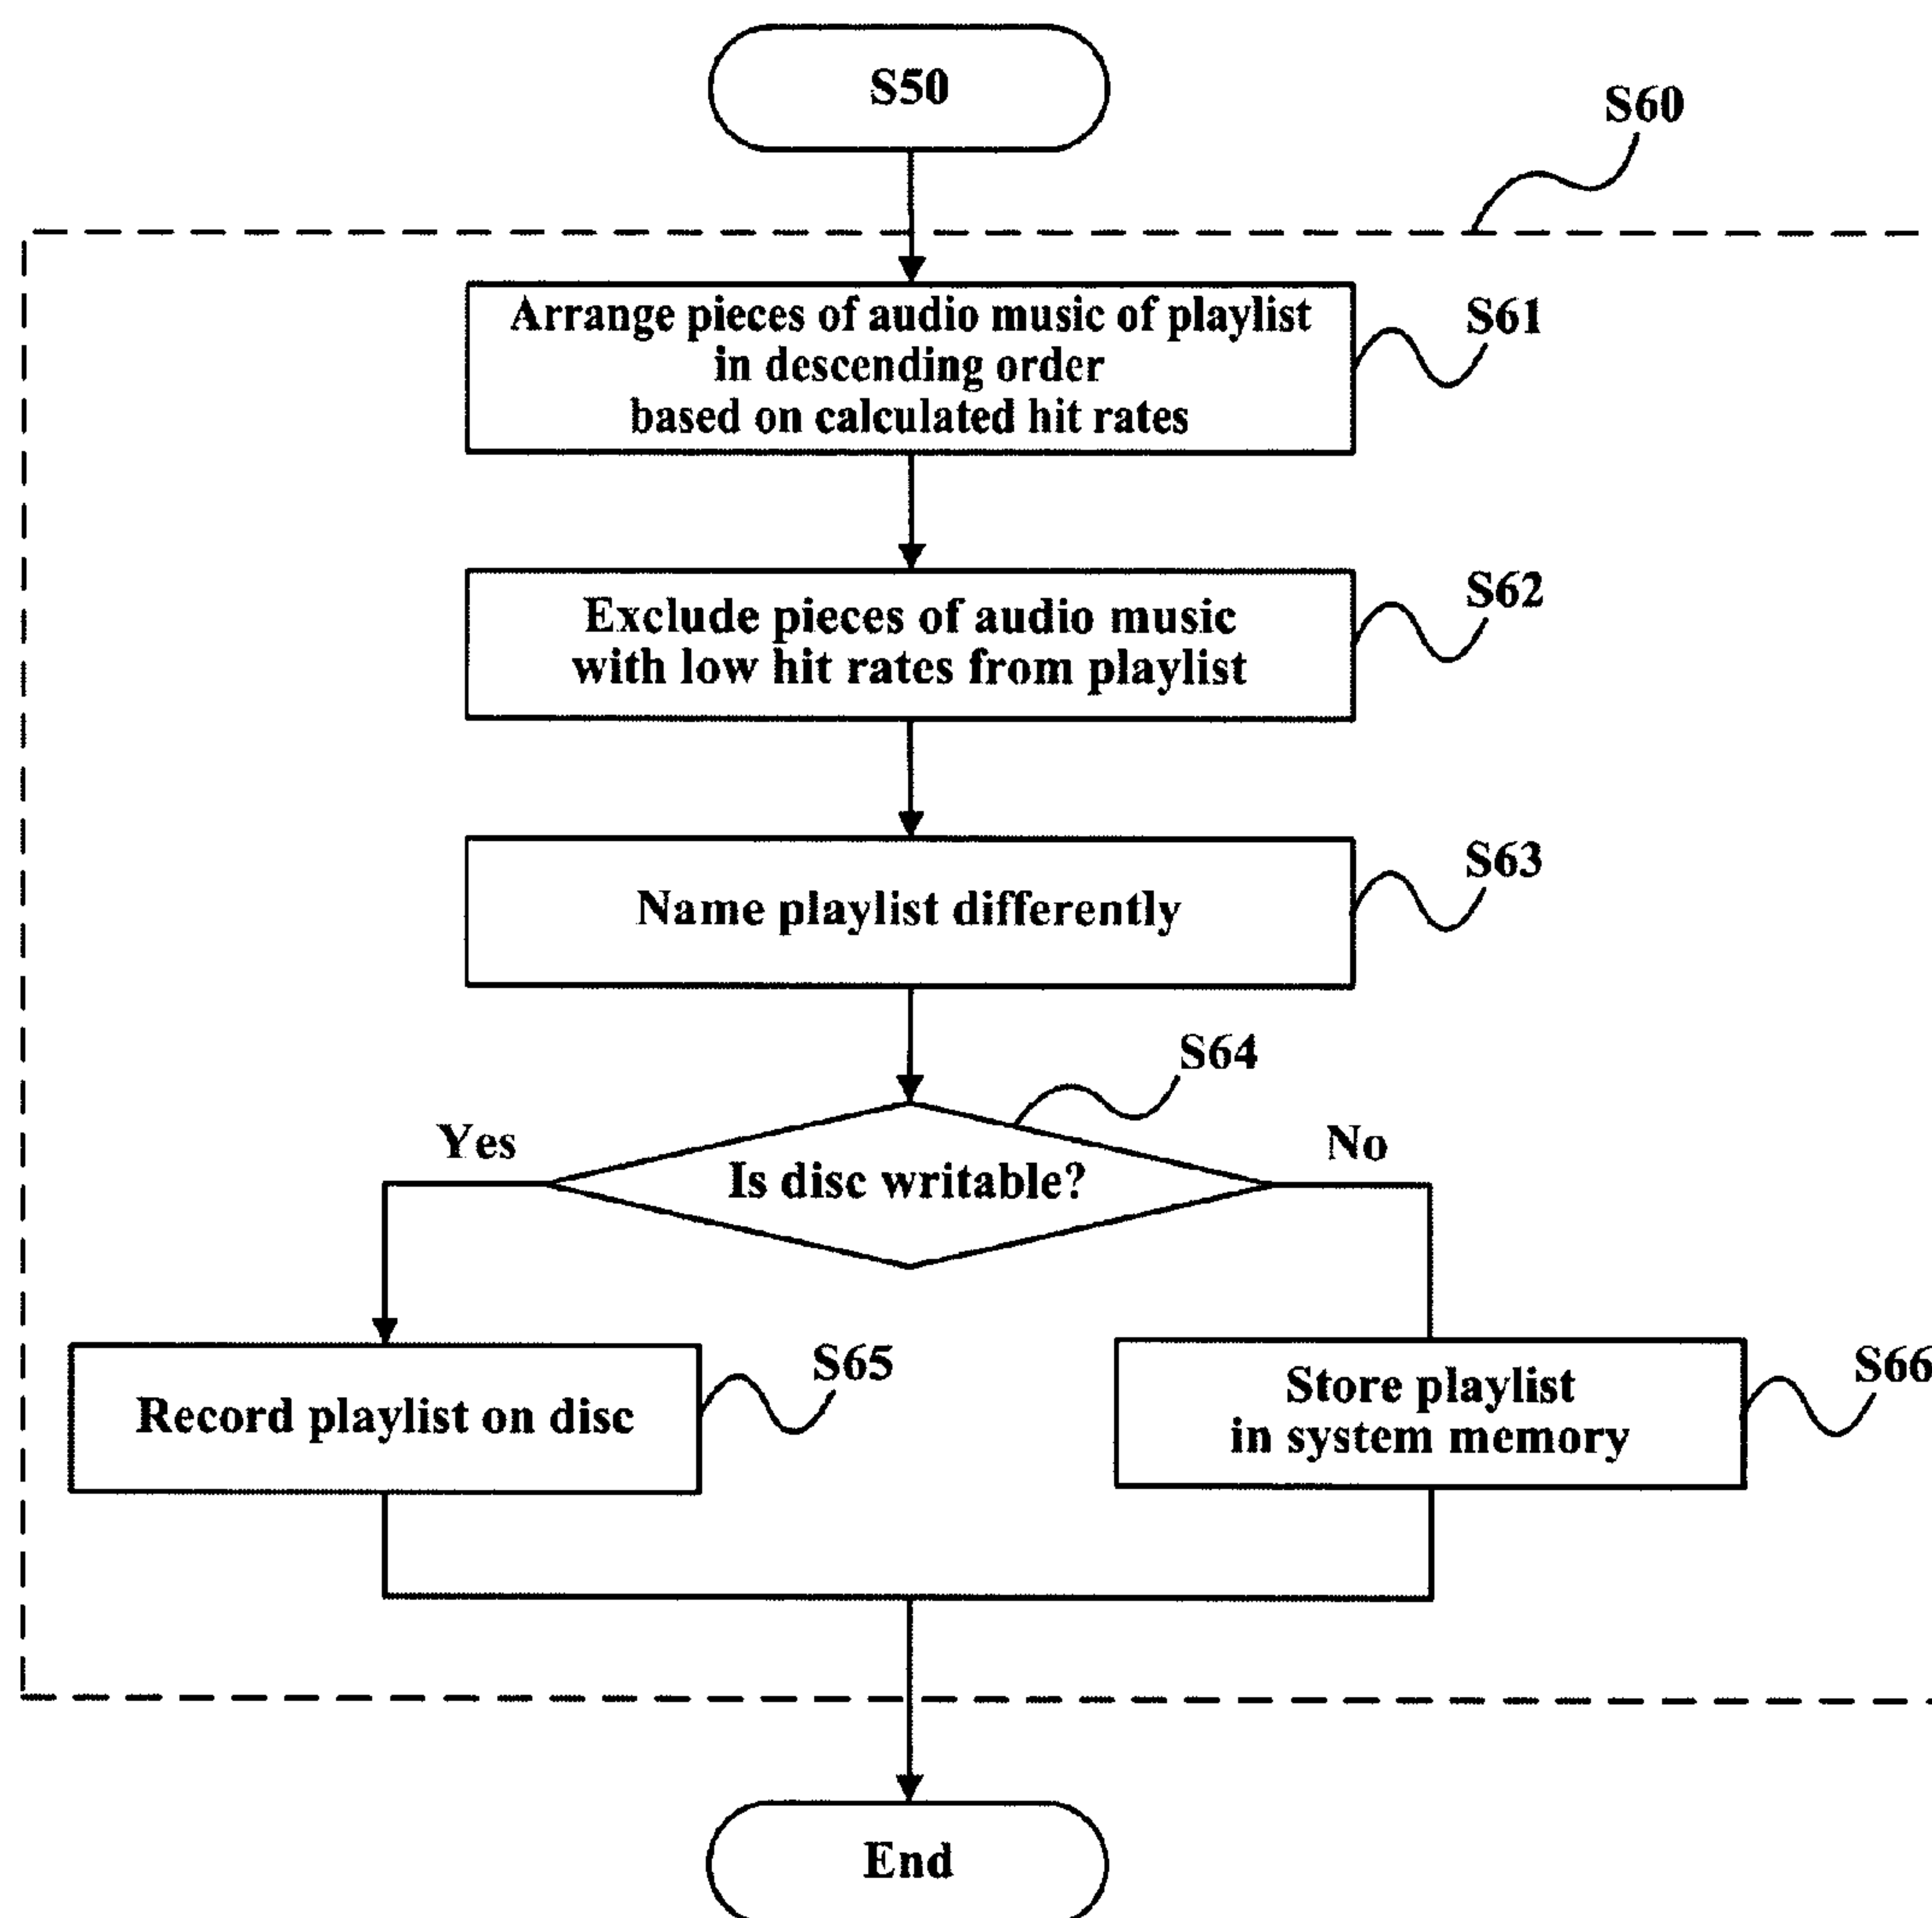 S50
S60
Arrange pieces of audio music of playlist
in descending order
based on calculated hit rates
S61
Exclude pieces of audio music
with low hit rates from playlist
S62
Name playlist differently
S63
S64
Yes
Is disc writable?
No
Record playlist on disc
S65
Store playlist
in system memory
S66
End